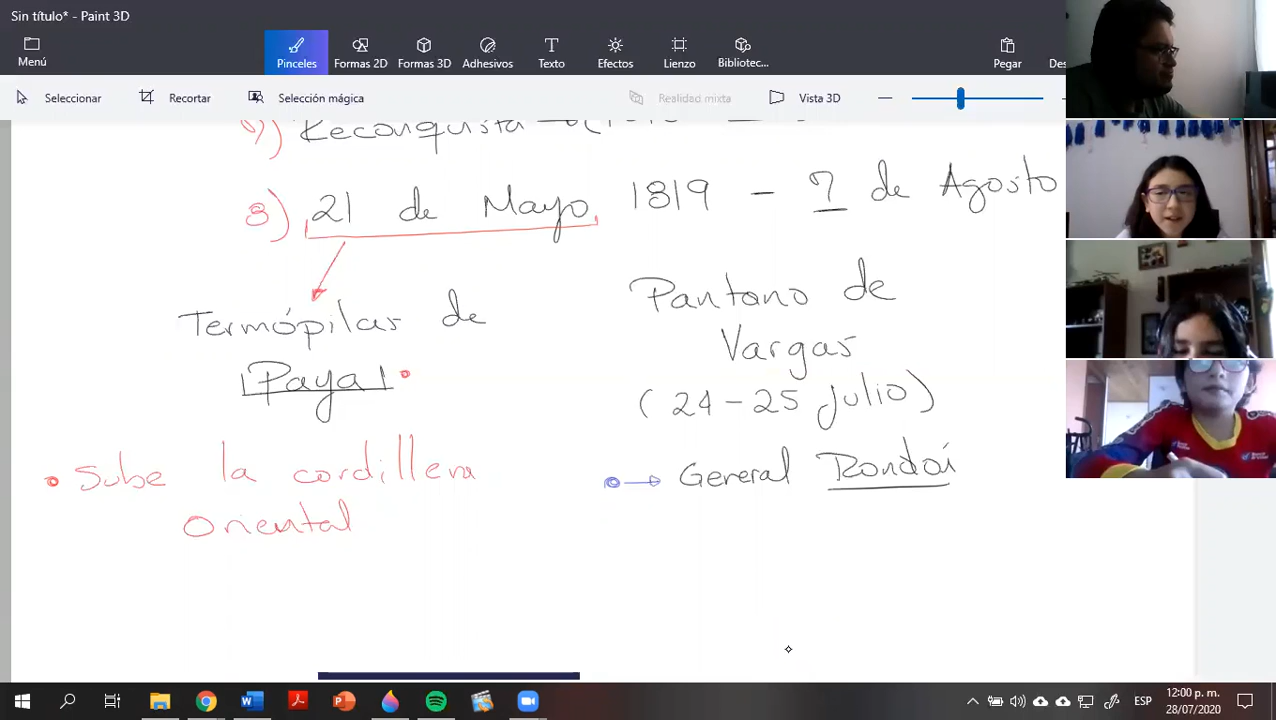 Sin título* - Paint 3D
Menú
Pinceles
Formas 2D
Formas 3D
Adhesivos
Texto
Efectos
Lienzo
Bibliotec...
Pegar
Des
Seleccionar
Recortar
Selección mágica
Realidad mixta
Vista 3D
Reconquista
8) 21 de Mayo 1819 - 7 de Agosto
Termópilas de
Paya
Pantano de
Vargas
(24-25 julio)
• Sube la cordillera
Oriental
General Rondón
ESP
12:00 p. m.
28/07/2020